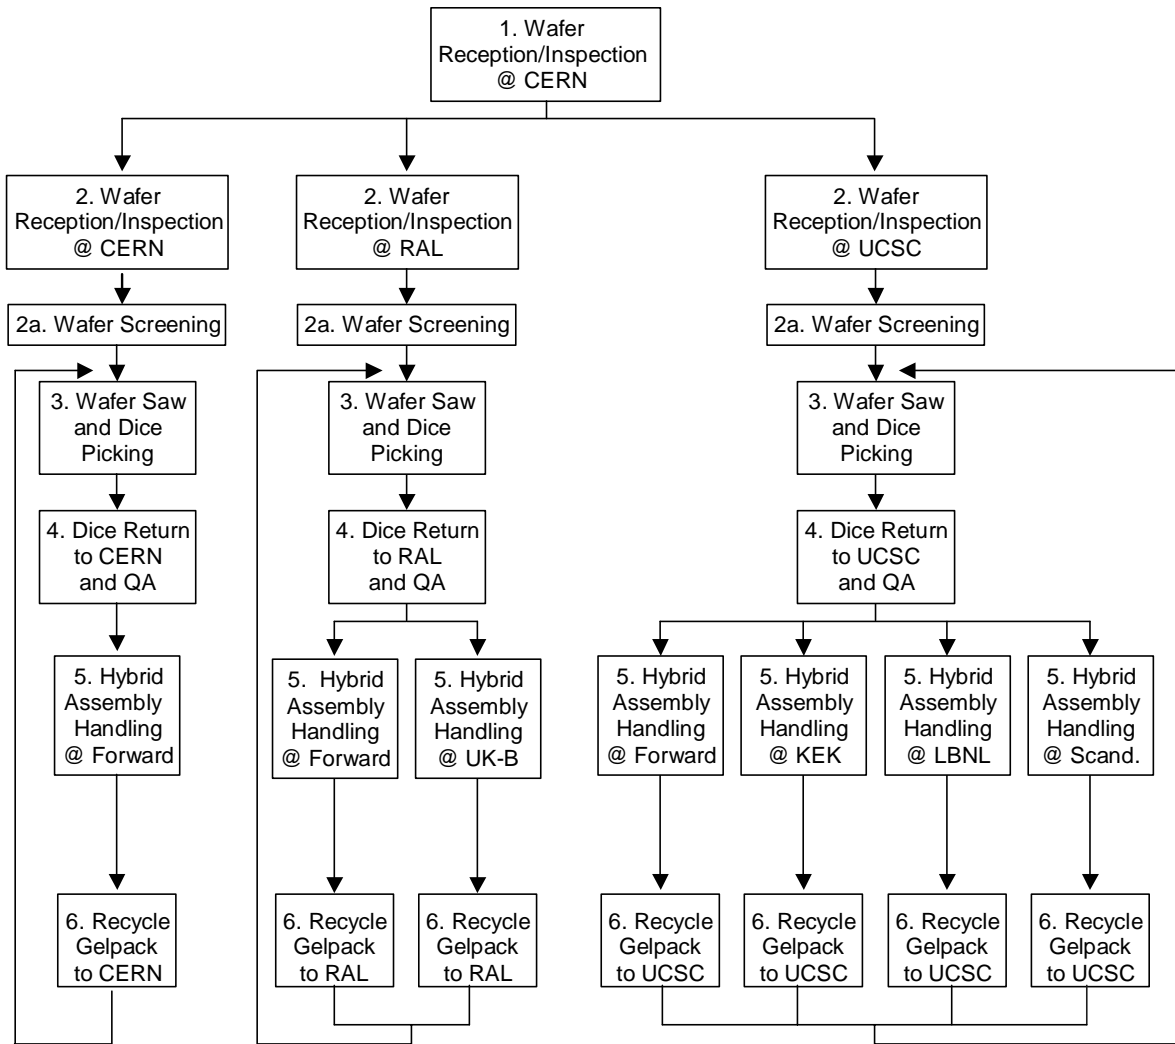 1. Wafer
Reception/Inspection
@ CERN
2. Wafer
Reception/Inspection
@ CERN
2. Wafer
Reception/Inspection
@ RAL
2. Wafer
Reception/Inspection
@ UCSC
2a. Wafer Screening
2a. Wafer Screening
2a. Wafer Screening
3. Wafer Saw
and Dice
Picking
3. Wafer Saw
and Dice
Picking
3. Wafer Saw
and Dice
Picking
4. Dice Return
to CERN
and QA
4. Dice Return
to RAL
and QA
4. Dice Return
to UCSC
and QA
5. Hybrid
Assembly
Handling
@ Forward
5. Hybrid
Assembly
Handling
@ Forward
5. Hybrid
Assembly
Handling
@ UK-B
5. Hybrid
Assembly
Handling
@ Forward
5. Hybrid
Assembly
Handling
@ KEK
5. Hybrid
Assembly
Handling
@ LBNL
5. Hybrid
Assembly
Handling
@ Scand.
6. Recycle
Gelpack
to CERN
6. Recycle
Gelpack
to RAL
6. Recycle
Gelpack
to RAL
6. Recycle
Gelpack
to UCSC
6. Recycle
Gelpack
to UCSC
6. Recycle
Gelpack
to UCSC
6. Recycle
Gelpack
to UCSC